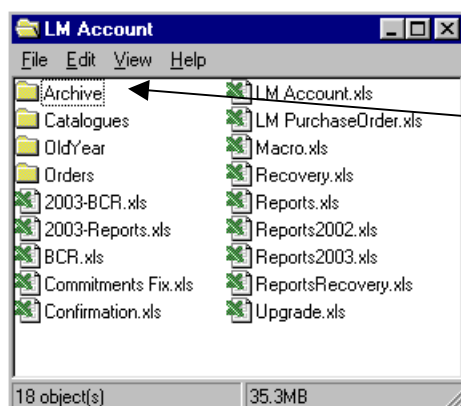 LM Account
File Edit View Help
Archive
Catalogues
OldYear
Orders
2003-BCR.xls
2003-Reports.xls
BCR.xls
Commitments Fix.xls
Confirmation.xls
LM Account.xls
LM PurchaseOrder.xls
Macro.xls
Recovery.xls
Reports.xls
Reports2002.xls
Reports2003.xls
ReportsRecovery.xls
Upgrade.xls
18 object(s) 35.3MB